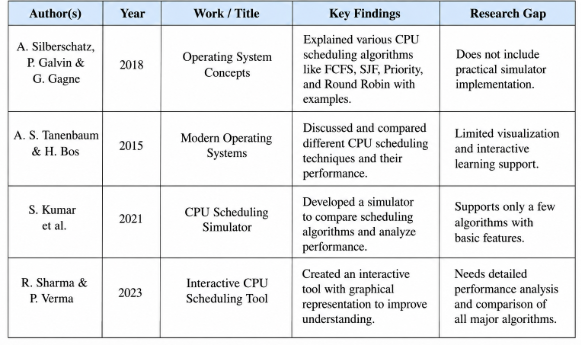 Author(s) Year Work / Title Key Findings Research Gap
A. Silberschatz,
P. Galvin &
G. Gagne
2018
Operating System
Concepts
Explained various CPU
scheduling algorithms
like FCFS, SJF, Priority,
and Round Robin with
examples.
Does not include
practical simulator
implementation.
A. S. Tanenbaum
& H. Bos
2015
Modern Operating
Systems
Discussed and compared
different CPU scheduling
techniques and their
performance.
Limited visualization
and interactive
learning support.
S. Kumar
et al.
2021
CPU Scheduling
Simulator
Developed a simulator
to compare scheduling
algorithms and analyze
performance.
Supports only a few
algorithms with
basic features.
R. Sharma &
P. Verma
2023
Interactive CPU
Scheduling Tool
Created an interactive
tool with graphical
representation to improve
understanding.
Needs detailed
performance analysis
and comparison of
all major algorithms.